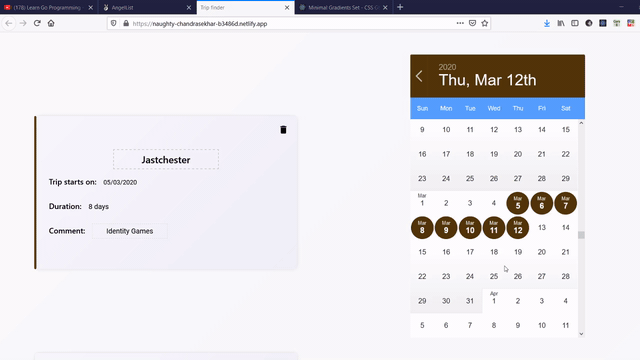 (178) Learn Go Programming
AngelList
Trip finder
Minimal Gradients Set - CSS
https://naughty-chandrasekhar-b3486d.netlify.app
Jastchester
Trip starts on: 05/03/2020
Duration: 8 days
Comment: Identity Games
2020
Thu, Mar 12th
Sun Mon Tue Wed Thu Fri Sat
9 10 11 12 13 14 15
16 17 18 19 20 21 22
23 24 25 26 27 28 29
Mar
1 2 3 4 Mar 5 Mar 6 Mar 7
Mar 8 Mar 9 Mar 10 Mar 11 Mar 12 13 14
15 16 17 18 19 20 21
22 23 24 25 26 27 28
29 30 31 Apr 1 2 3 4
5 6 7 8 9 10 11